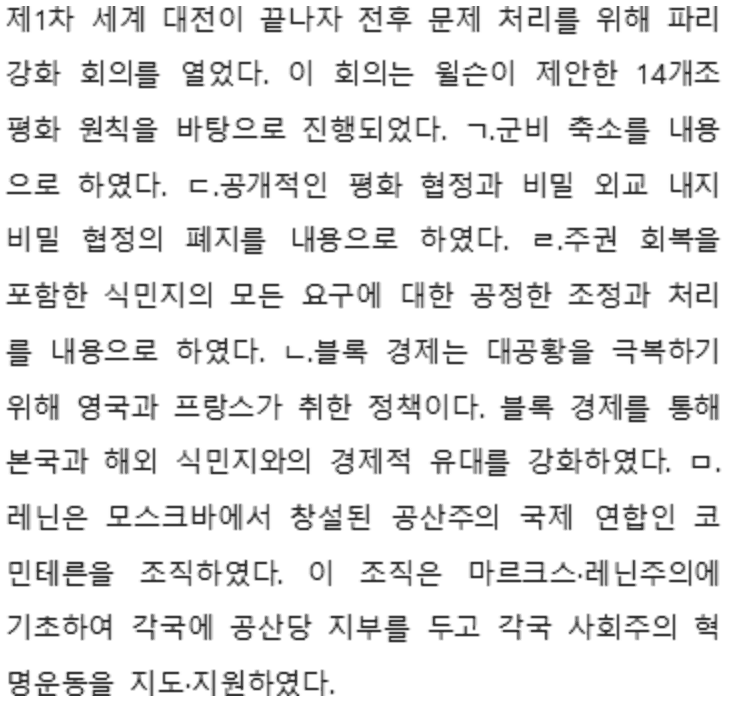 제1차 세계 대전이 끝나자 전후 문제 처리를 위해 파리
강화 회의를 열었다. 이 회의는 윌슨이 제안한 14개조
평화 원칙을 바탕으로 진행되었다. ㄱ.군비 축소를 내용
으로 하였다. ㄷ.공개적인 평화 협정과 비밀 외교 내지
비밀 협정의 폐지를 내용으로 하였다. ㄹ.주권 회복을
포함한 식민지의 모든 요구에 대한 공정한 조정과 처리
를 내용으로 하였다. ㄴ.블록 경제는 대공황을 극복하기
위해 영국과 프랑스가 취한 정책이다. 블록 경제를 통해
본국과 해외 식민지와의 경제적 유대를 강화하였다. ㅁ.
레닌은 모스크바에서 창설된 공산주의 국제 연합인 코
민테른을 조직하였다. 이 조직은 마르크스·레닌주의에
기초하여 각국에 공산당 지부를 두고 각국 사회주의 혁
명운동을 지도·지원하였다.